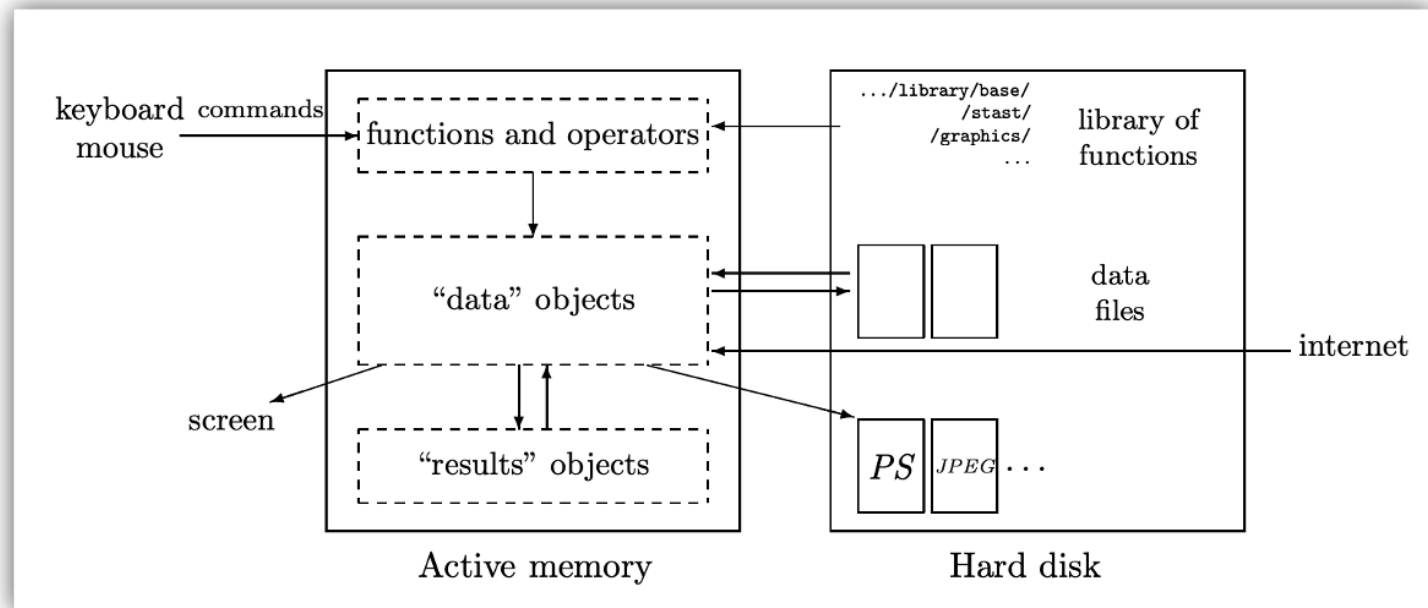 keyboard
mouse
commands
functions and operators
.../library/base/
/stast/
/graphics/
...
library of
functions
“data” objects
data
files
internet
screen
“results” objects
PS
JPEG
...
Active memory
Hard disk